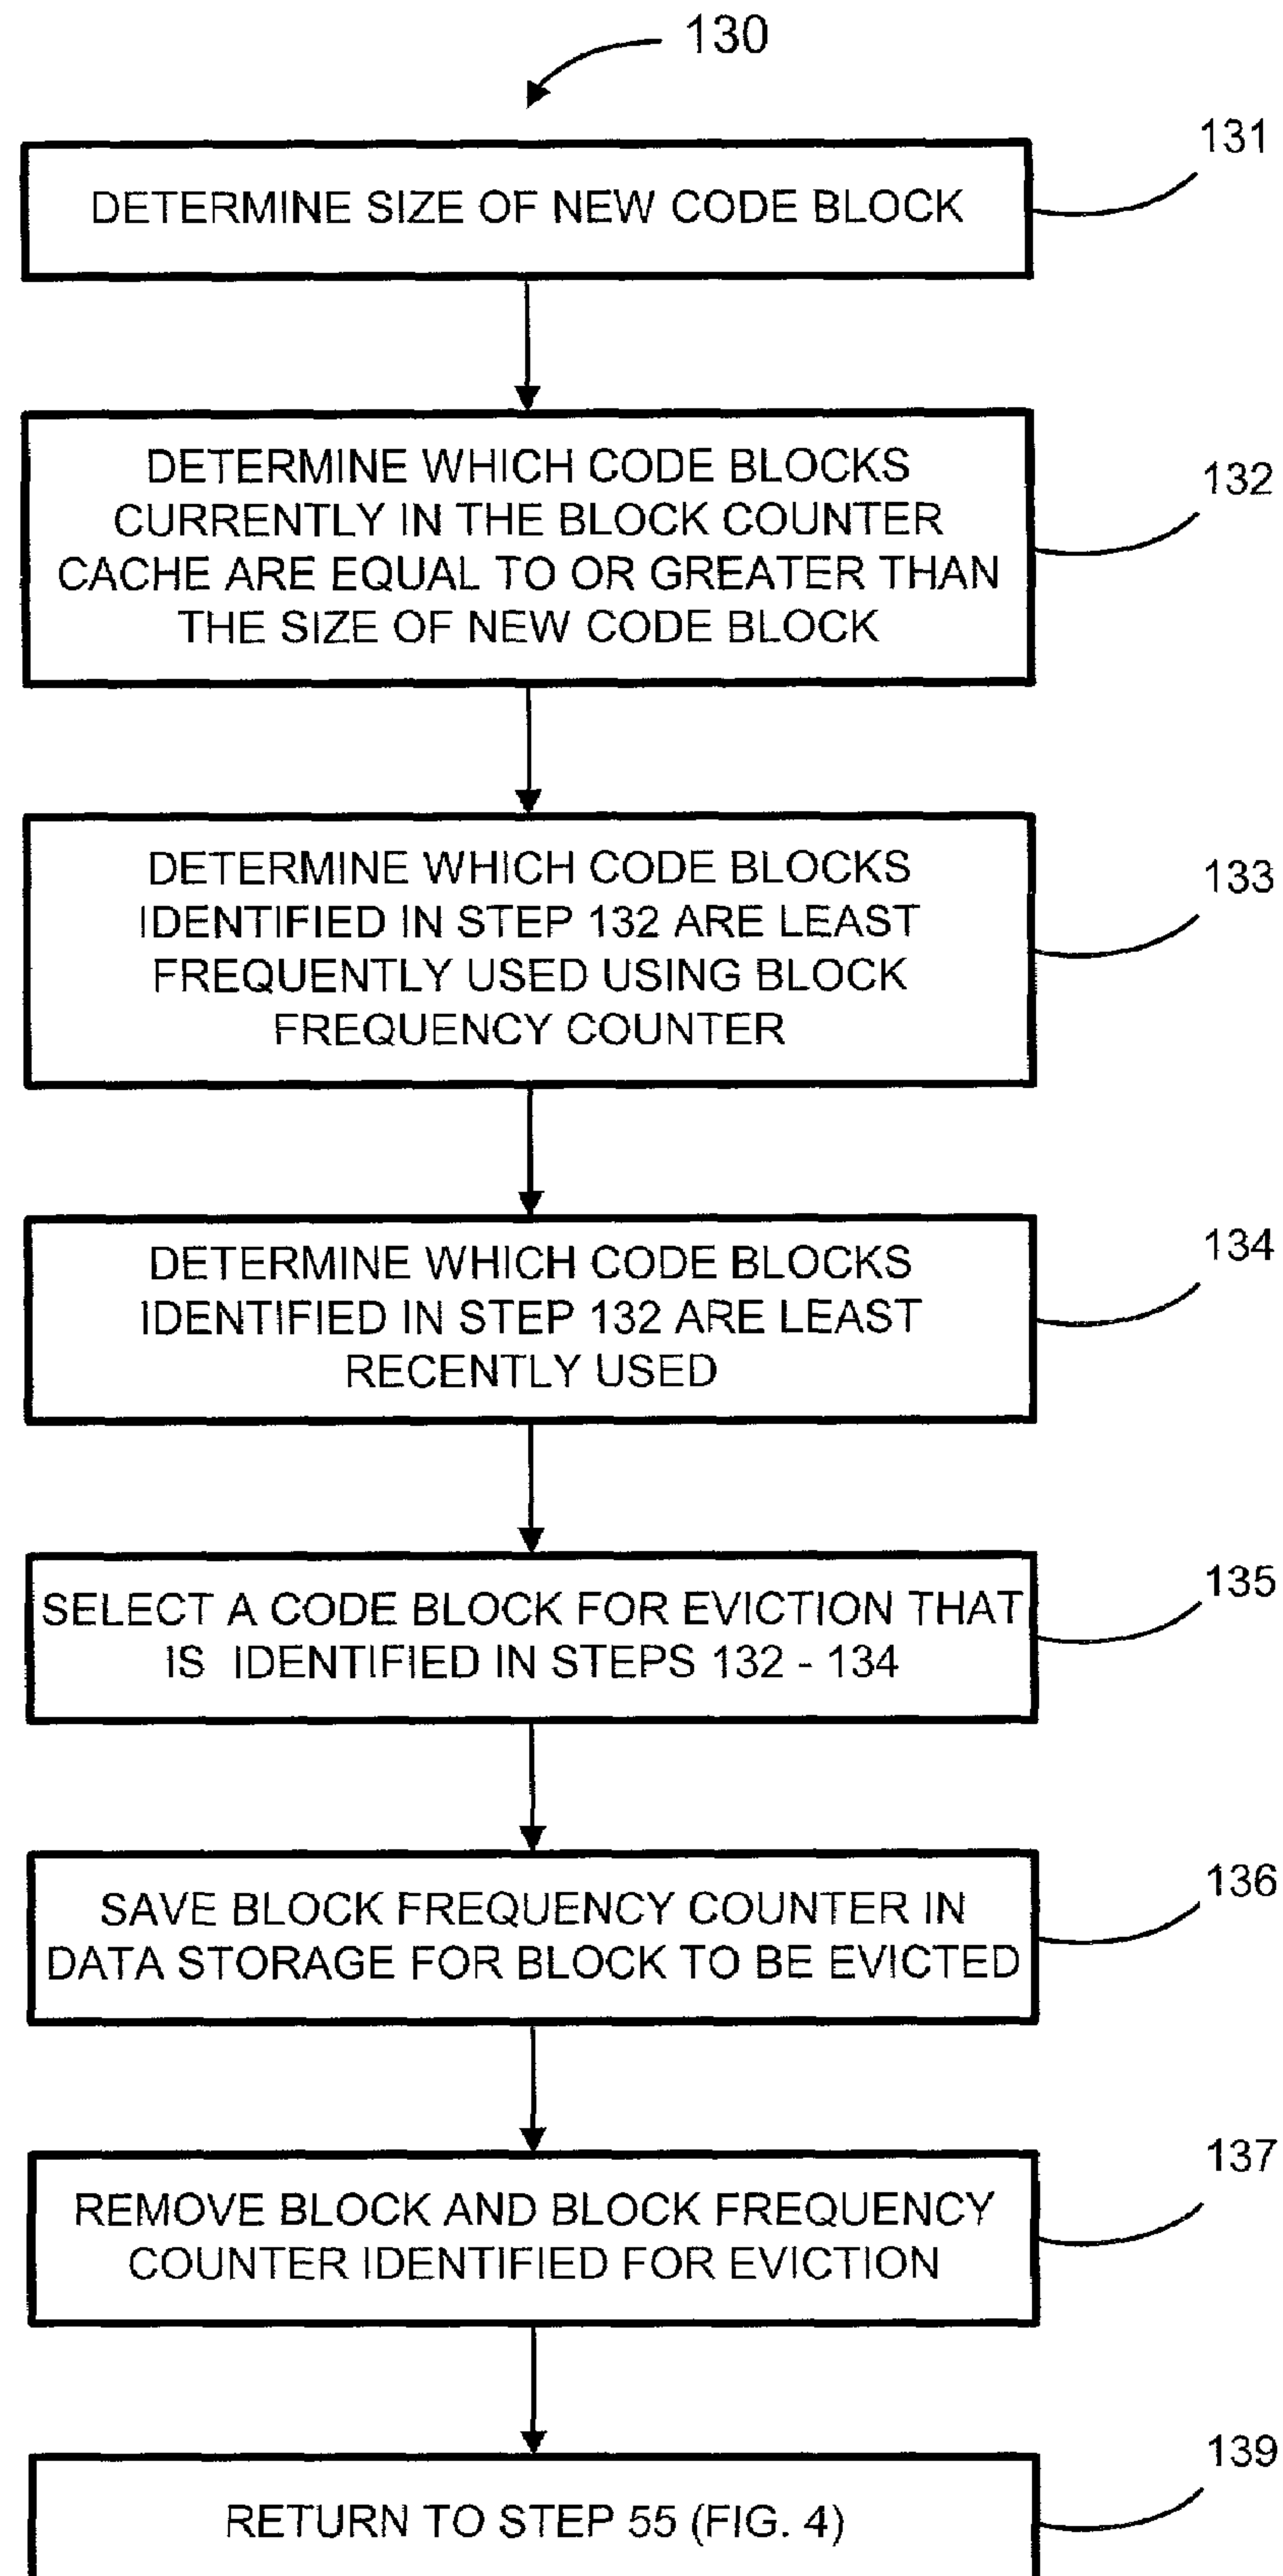 130
DETERMINE SIZE OF NEW CODE BLOCK
131
DETERMINE WHICH CODE BLOCKS
CURRENTLY IN THE BLOCK COUNTER
CACHE ARE EQUAL TO OR GREATER THAN
THE SIZE OF NEW CODE BLOCK
132
DETERMINE WHICH CODE BLOCKS
IDENTIFIED IN STEP 132 ARE LEAST
FREQUENTLY USED USING BLOCK
FREQUENCY COUNTER
133
DETERMINE WHICH CODE BLOCKS
IDENTIFIED IN STEP 132 ARE LEAST
RECENTLY USED
134
SELECT A CODE BLOCK FOR EVICTION THAT
IS IDENTIFIED IN STEPS 132 - 134
135
SAVE BLOCK FREQUENCY COUNTER IN
DATA STORAGE FOR BLOCK TO BE EVICTED
136
REMOVE BLOCK AND BLOCK FREQUENCY
COUNTER IDENTIFIED FOR EVICTION
137
RETURN TO STEP 55 (FIG. 4)
139